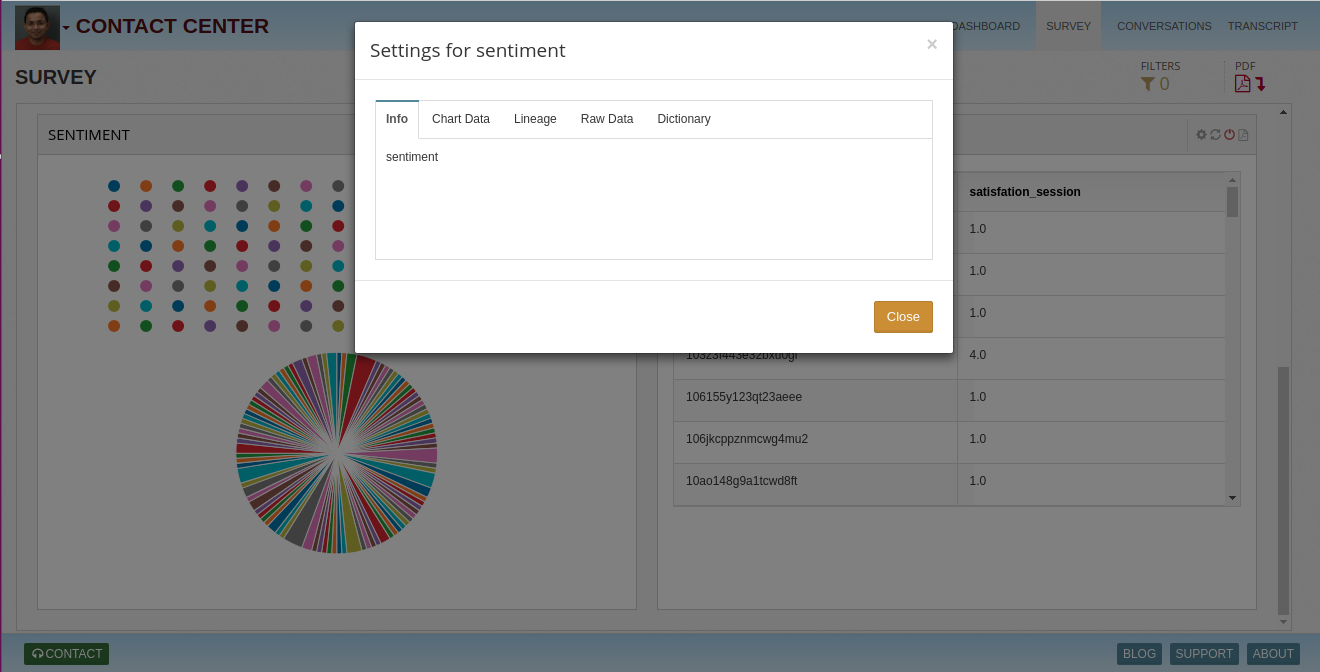 CONTACT CENTER
DASHBOARD SURVEY CONVERSATIONS TRANSCRIPT
SURVEY
FILTERS
0
PDF
SENTIMENT
Settings for sentiment
×
Info Chart Data Lineage Raw Data Dictionary
sentiment
Close
satisfation_session
1.0
1.0
1.0
4.0
106155y123qt23aeee 1.0
106jkcppznmcwg4mu2 1.0
10ao148g9a1tcwd8ft 1.0
CONTACT
BLOG SUPPORT ABOUT